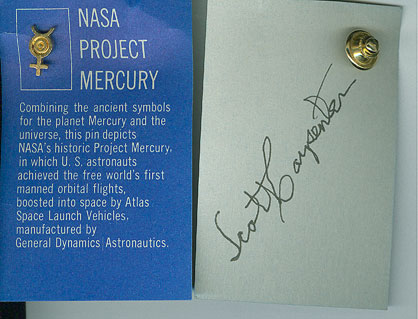 NASA
PROJECT
MERCURY
Combining the ancient symbols
for the planet Mercury and the
universe, this pin depicts
NASA's historic Project Mercury,
in which U. S. astronauts
achieved the free world's first
manned orbital flights,
boosted into space by Atlas
Space Launch Vehicles,
manufactured by
General Dynamics Astronautics.
Scott Carpenter